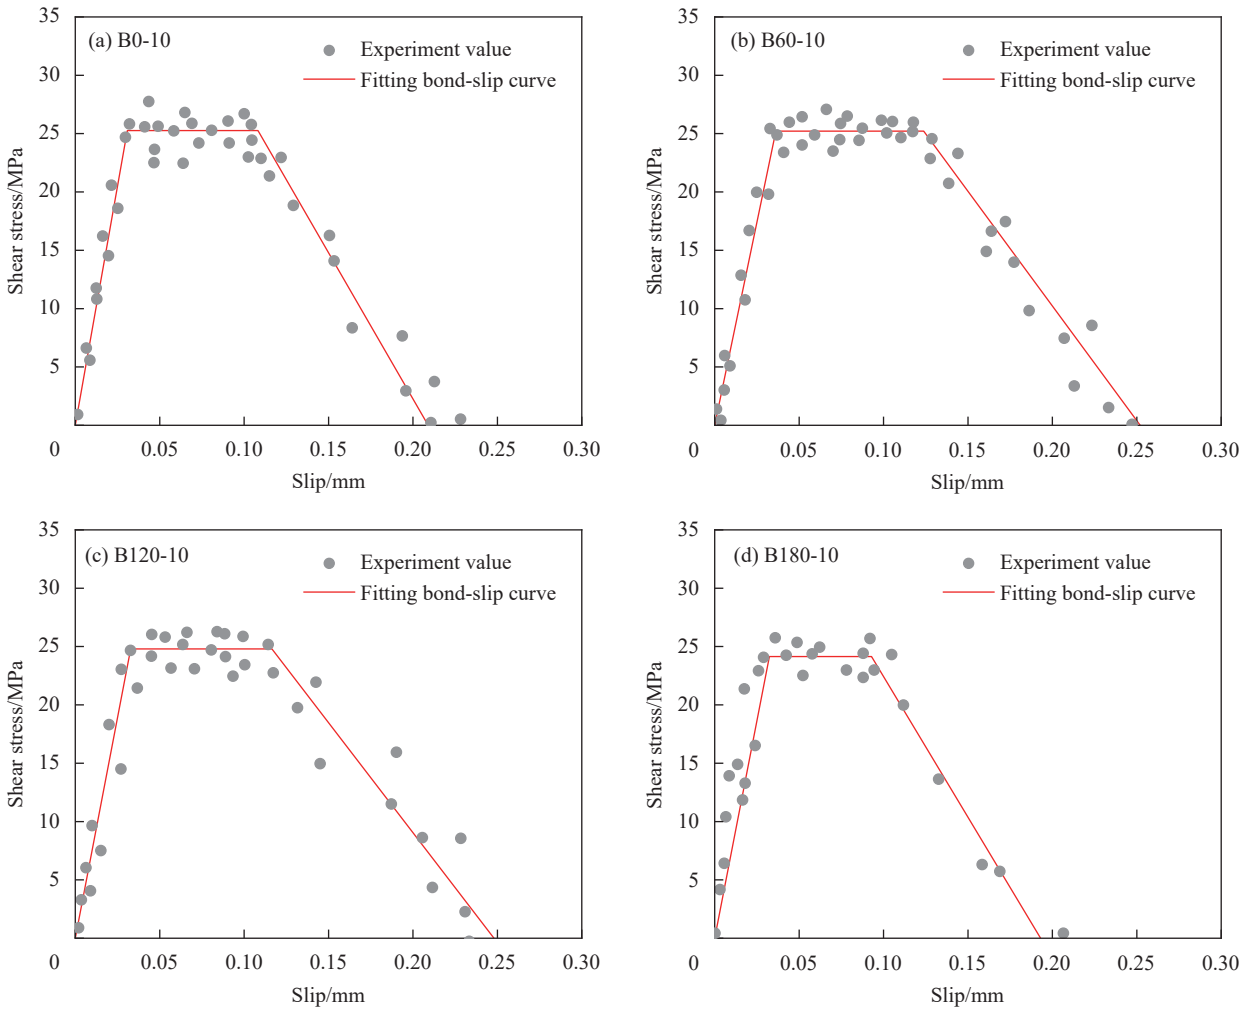 (a) B0-10
Experiment value
Fitting bond-slip curve
35
30
25
20
15
10
5
0
0.05
0.10
0.15
0.20
0.25
0.30
Shear stress/MPa
Slip/mm
(b) B60-10
Experiment value
Fitting bond-slip curve
35
30
25
20
15
10
5
0
0.05
0.10
0.15
0.20
0.25
0.30
Shear stress/MPa
Slip/mm
(c) B120-10
Experiment value
Fitting bond-slip curve
35
30
25
20
15
10
5
0
0.05
0.10
0.15
0.20
0.25
0.30
Shear stress/MPa
Slip/mm
(d) B180-10
Experiment value
Fitting bond-slip curve
35
30
25
20
15
10
5
0
0.05
0.10
0.15
0.20
0.25
0.30
Shear stress/MPa
Slip/mm